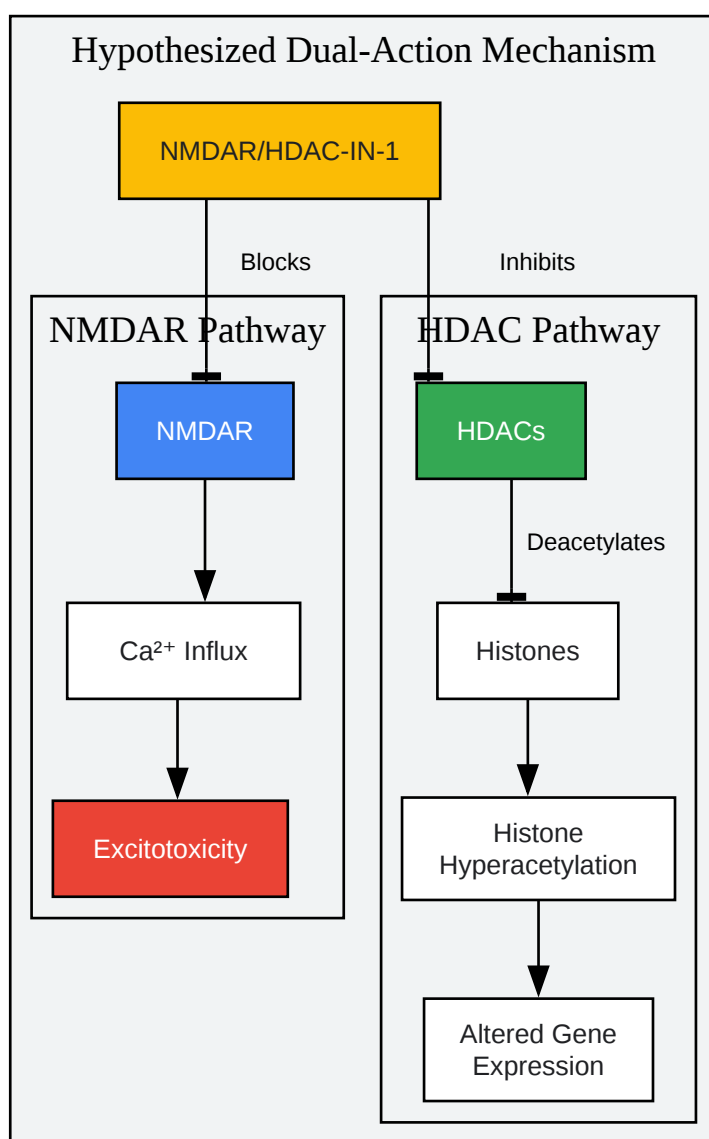 Hypothesized Dual-Action Mechanism
NMDAR/HDAC-IN-1
Blocks
Inhibits
NMDAR Pathway
HDAC Pathway
NMDAR
HDACs
Deacetylates
Ca²⁺ Influx
Histones
Excitotoxicity
Histone
Hyperacetylation
Altered Gene
Expression